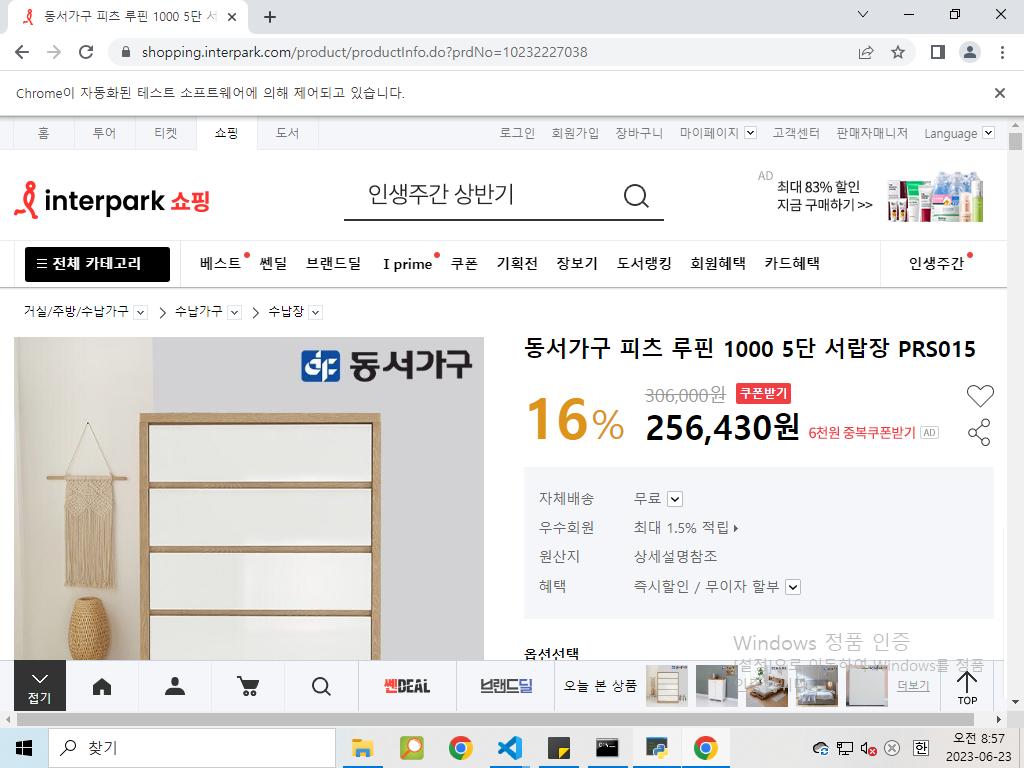 동서가구 피츠 루핀 1000 5단 서
shopping.interpark.com/product/productInfo.do?prdNo=10232227038
Chrome이 자동화된 테스트 소프트웨어에 의해 제어되고 있습니다.
홈 투어 티켓 쇼핑 도서 로그인 회원가입 장바구니 마이페이지 고객센터 판매자매니저 Language
interpark 쇼핑 인생주간 상반기
AD 최대 83% 할인
지금 구매하기 >>
전체 카테고리 베스트 쎈딜 브랜드딜 I prime 쿠폰 기획전 장보기 도서랭킹 회원혜택 카드혜택 인생주간
거실/주방/수납가구 > 수납가구 > 수납장
동서가구
동서가구 피츠 루핀 1000 5단 서랍장 PRS015
16%
306,000원 쿠폰받기
256,430원 6천원 중복쿠폰받기 AD
자체배송 무료
우수회원 최대 1.5% 적립
원산지 상세설명참조
혜택 즉시할인 / 무이자 할부
옵션선택
Windows 정품 인증
[설정]으로 이동하여 Windows를 정품
접기 쎈DEAL 브랜드딜 오늘 본 상품 더보기 TOP
찾기
한
오전 8:57
2023-06-23